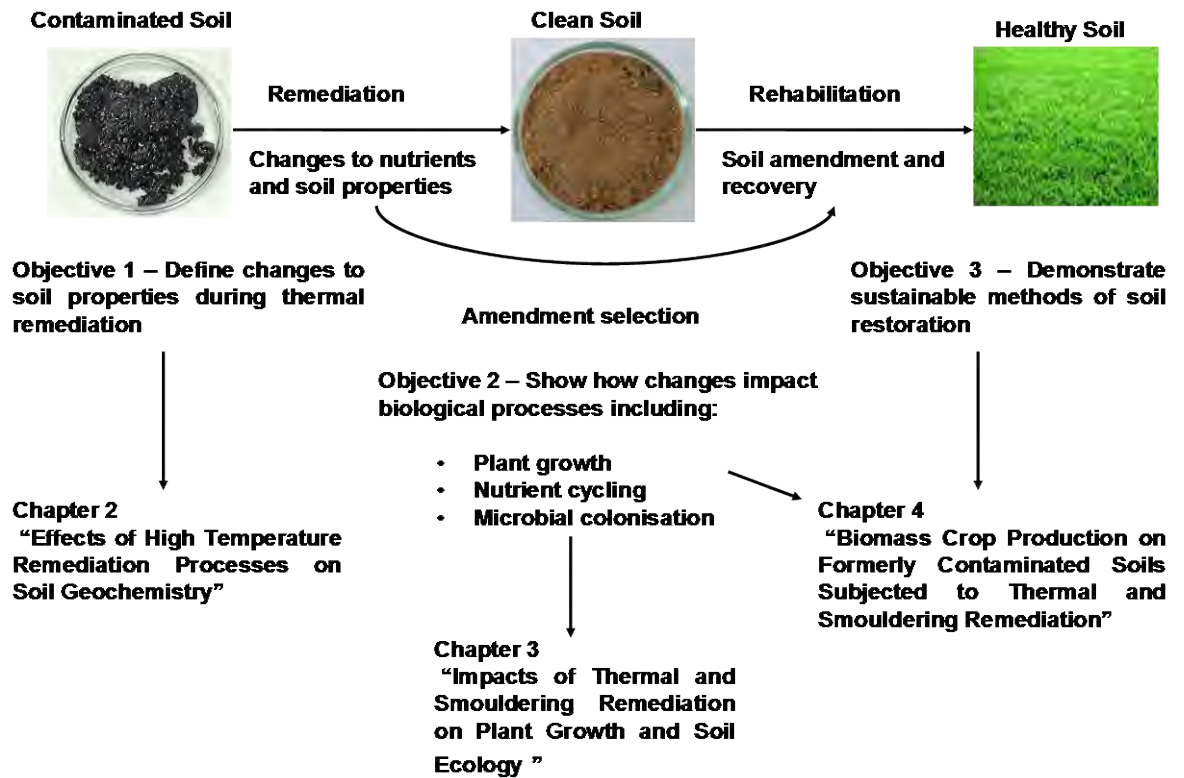 Contaminated Soil
Clean Soil
Healthy Soil
Remediation
Changes to nutrients
and soil properties
Rehabilitation
Soil amendment and
recovery
Objective 1 – Define changes to
soil properties during thermal
remediation
Amendment selection
Objective 3 – Demonstrate
sustainable methods of soil
restoration
Objective 2 – Show how changes impact
biological processes including:
• Plant growth
• Nutrient cycling
• Microbial colonisation
Chapter 2
“Effects of High Temperature
Remediation Processes on
Soil Geochemistry”
Chapter 3
“Impacts of Thermal and
Smouldering Remediation
on Plant Growth and Soil
Ecology ”
Chapter 4
“Biomass Crop Production on
Formerly Contaminated Soils
Subjected to Thermal and
Smouldering Remediation”